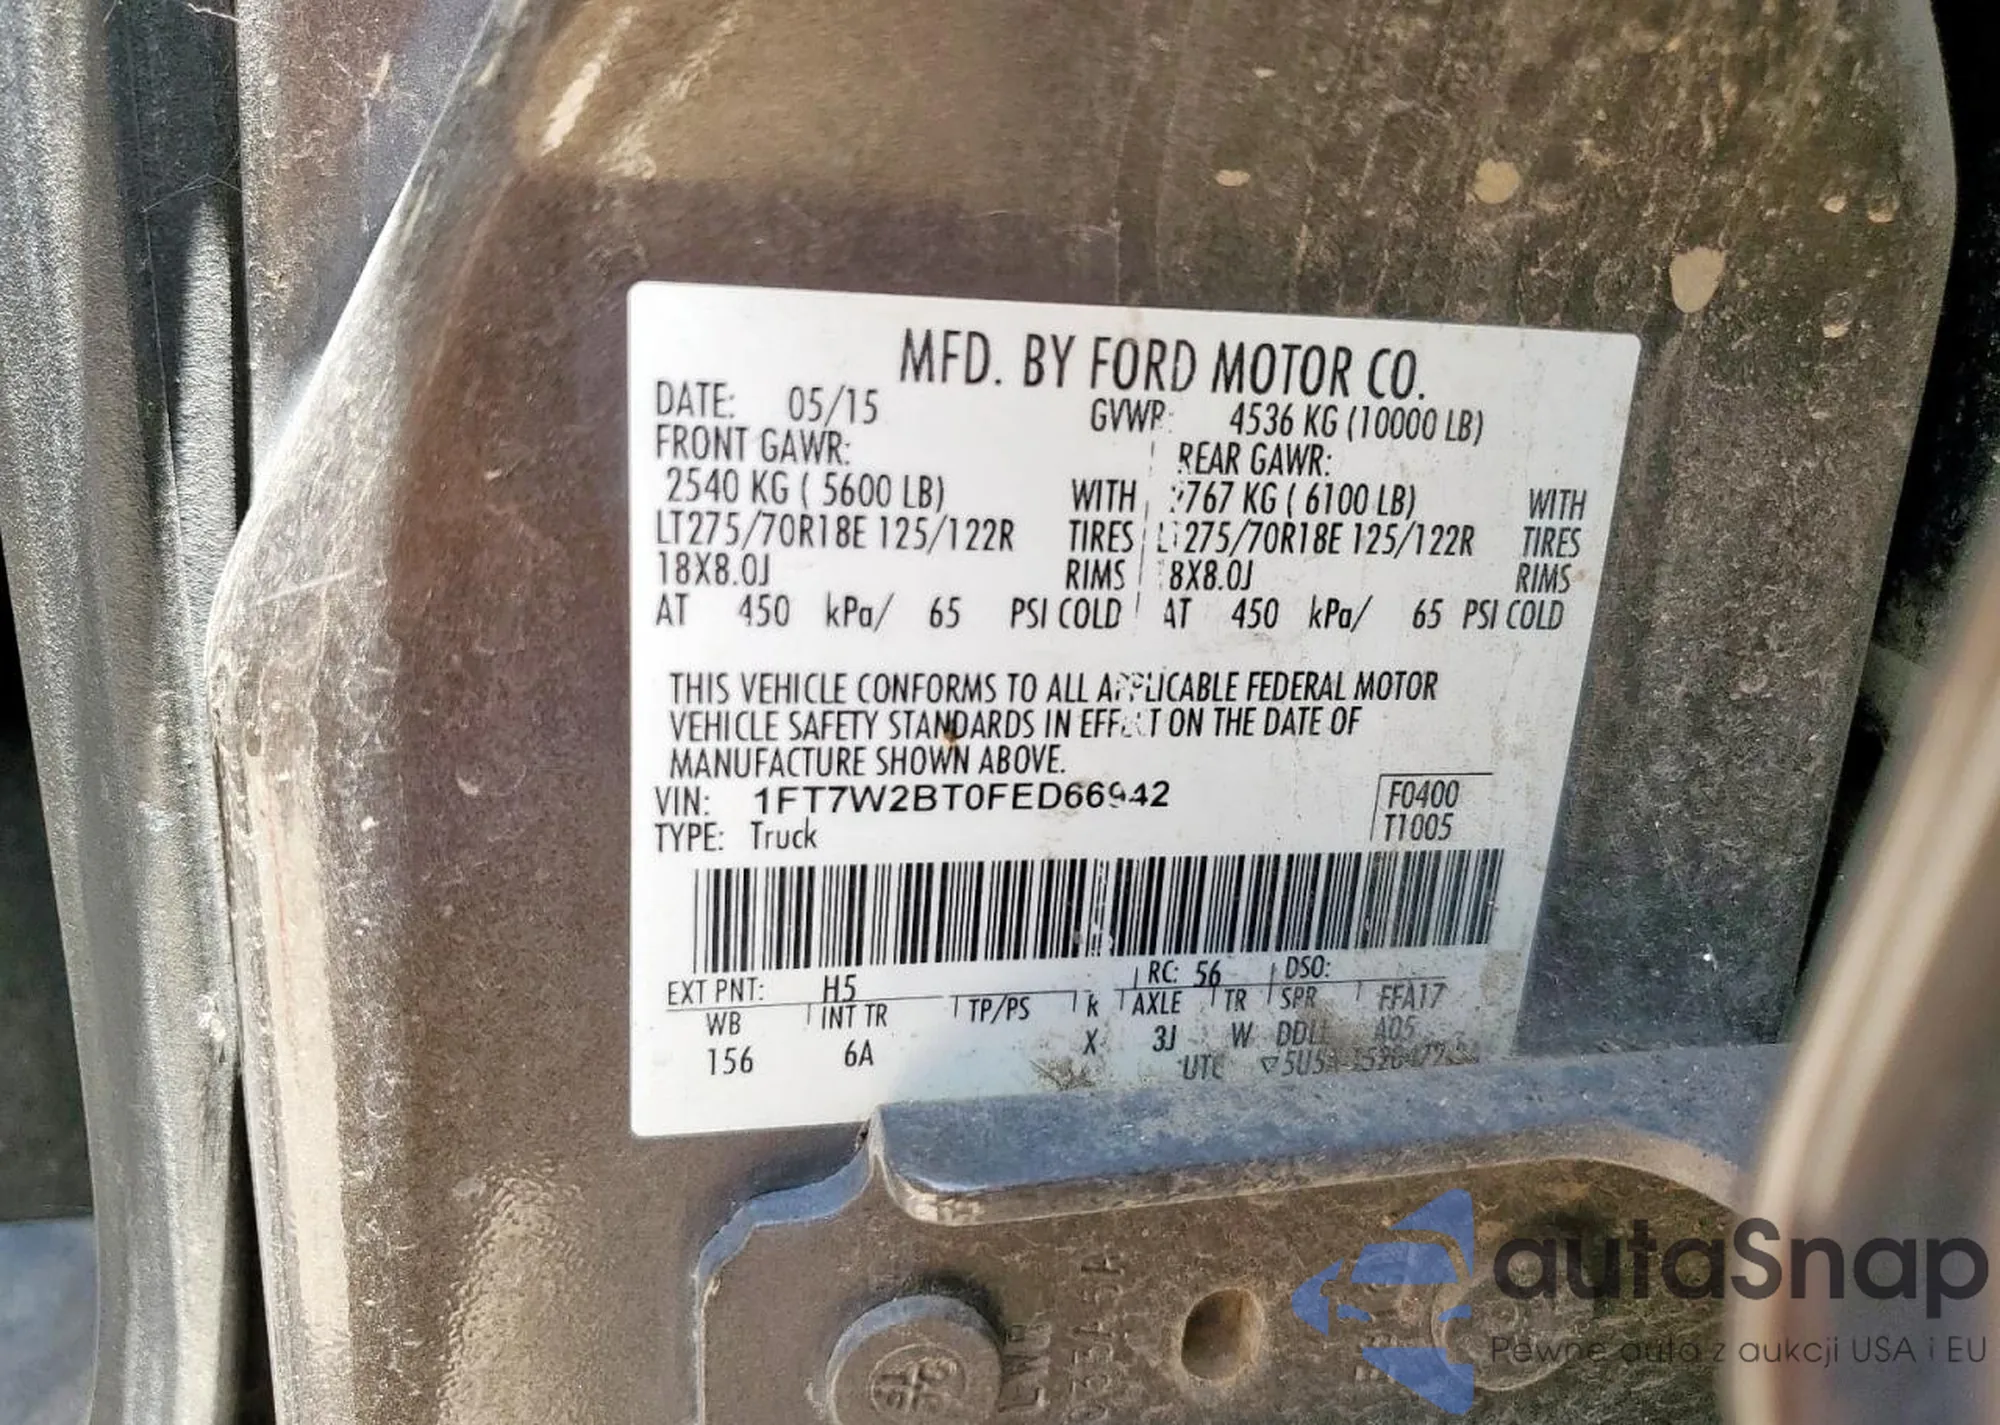 MFD. BY FORD MOTOR CO.
DATE: 05/15 GVWR: 4536 KG (10000 LB)
FRONT GAWR: REAR GAWR:
2540 KG ( 5600 LB) WITH 2767 KG ( 6100 LB) WITH
LT275/70R18E 125/122R TIRES LT275/70R18E 125/122R TIRES
18X8.0J RIMS 18X8.0J RIMS
AT 450 kPa/ 65 PSI COLD AT 450 kPa/ 65 PSI COLD
THIS VEHICLE CONFORMS TO ALL APPLICABLE FEDERAL MOTOR
VEHICLE SAFETY STANDARDS IN EFFECT ON THE DATE OF
MANUFACTURE SHOWN ABOVE.
VIN: 1FT7W2BT0FED66942 F0400
TYPE: Truck T1005
EXT PNT: H5 RC: 56 DSO:
WB INT TR TP/PS R AXLE TR SPR FFA17
156 6A X 3J W DDLL A05
UTC
autaSnap
Pewne auta z aukcji USA i EU